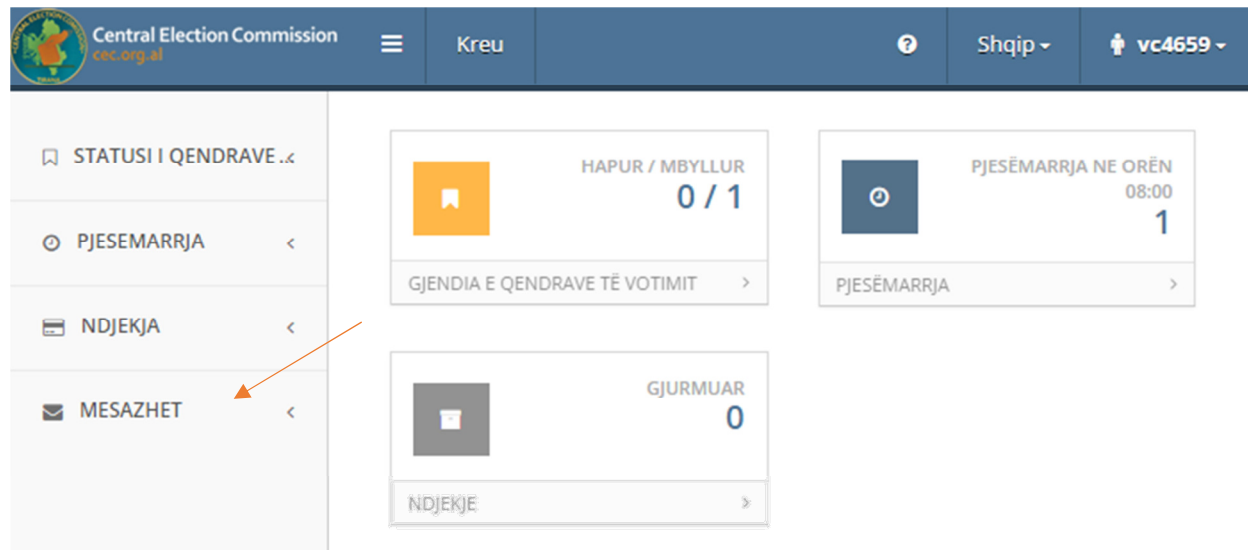 Central Election Commission
cec.org.al
Kreu
Shqip
vc4659
STATUSI I QENDRAVE ..
PJESEMARRJA
NDJEKJA
MESAZHET
HAPUR / MBYLLUR
0 / 1
GJENDIA E QENDRAVE TË VOTIMIT
PJESËMARRJA NE ORËN
08:00
1
PJESËMARRJA
GJURMUAR
0
NDJEKJE